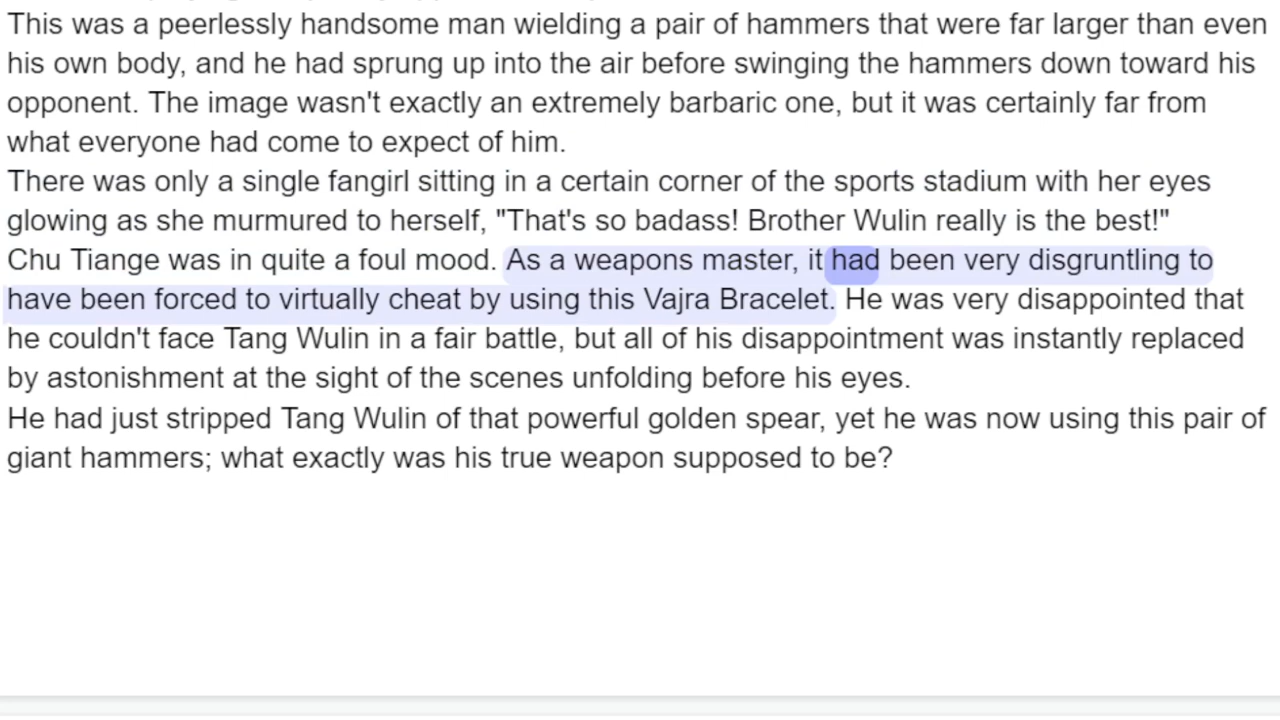 This was a peerlessly handsome man wielding a pair of hammers that were far larger than even
his own body, and he had sprung up into the air before swinging the hammers down toward his
opponent. The image wasn't exactly an extremely barbaric one, but it was certainly far from
what everyone had come to expect of him.
There was only a single fangirl sitting in a certain corner of the sports stadium with her eyes
glowing as she murmured to herself, "That's so badass! Brother Wulin really is the best!"
Chu Tiange was in quite a foul mood. As a weapons master, it had been very disgruntling to
have been forced to virtually cheat by using this Vajra Bracelet. He was very disappointed that
he couldn't face Tang Wulin in a fair battle, but all of his disappointment was instantly replaced
by astonishment at the sight of the scenes unfolding before his eyes.
He had just stripped Tang Wulin of that powerful golden spear, yet he was now using this pair of
giant hammers; what exactly was his true weapon supposed to be?